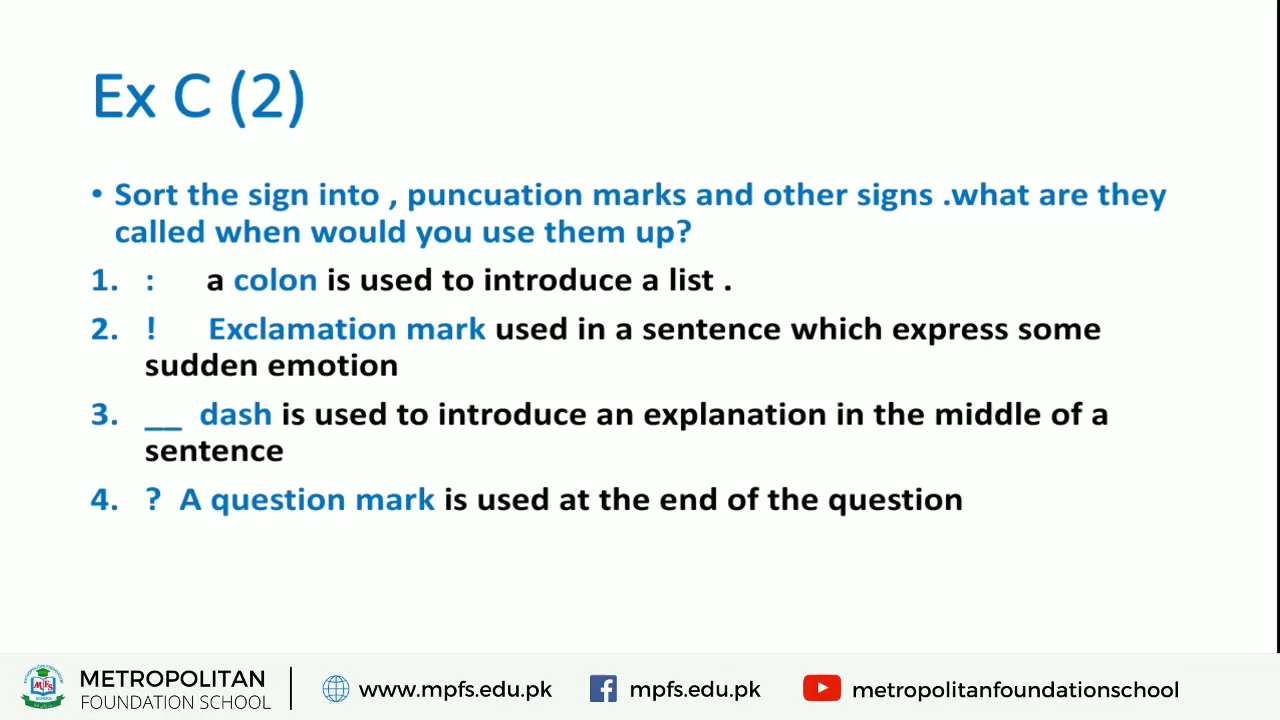 Ex C (2)
• Sort the sign into , puncuation marks and other signs .what are they
called when would you use them up?
1. : a colon is used to introduce a list .
2. ! Exclamation mark used in a sentence which express some
sudden emotion
3. __ dash is used to introduce an explanation in the middle of a
sentence
4. ? A question mark is used at the end of the question
METROPOLITAN
FOUNDATION SCHOOL
www.mpfs.edu.pk
mpfs.edu.pk
metropolitanfoundationschool